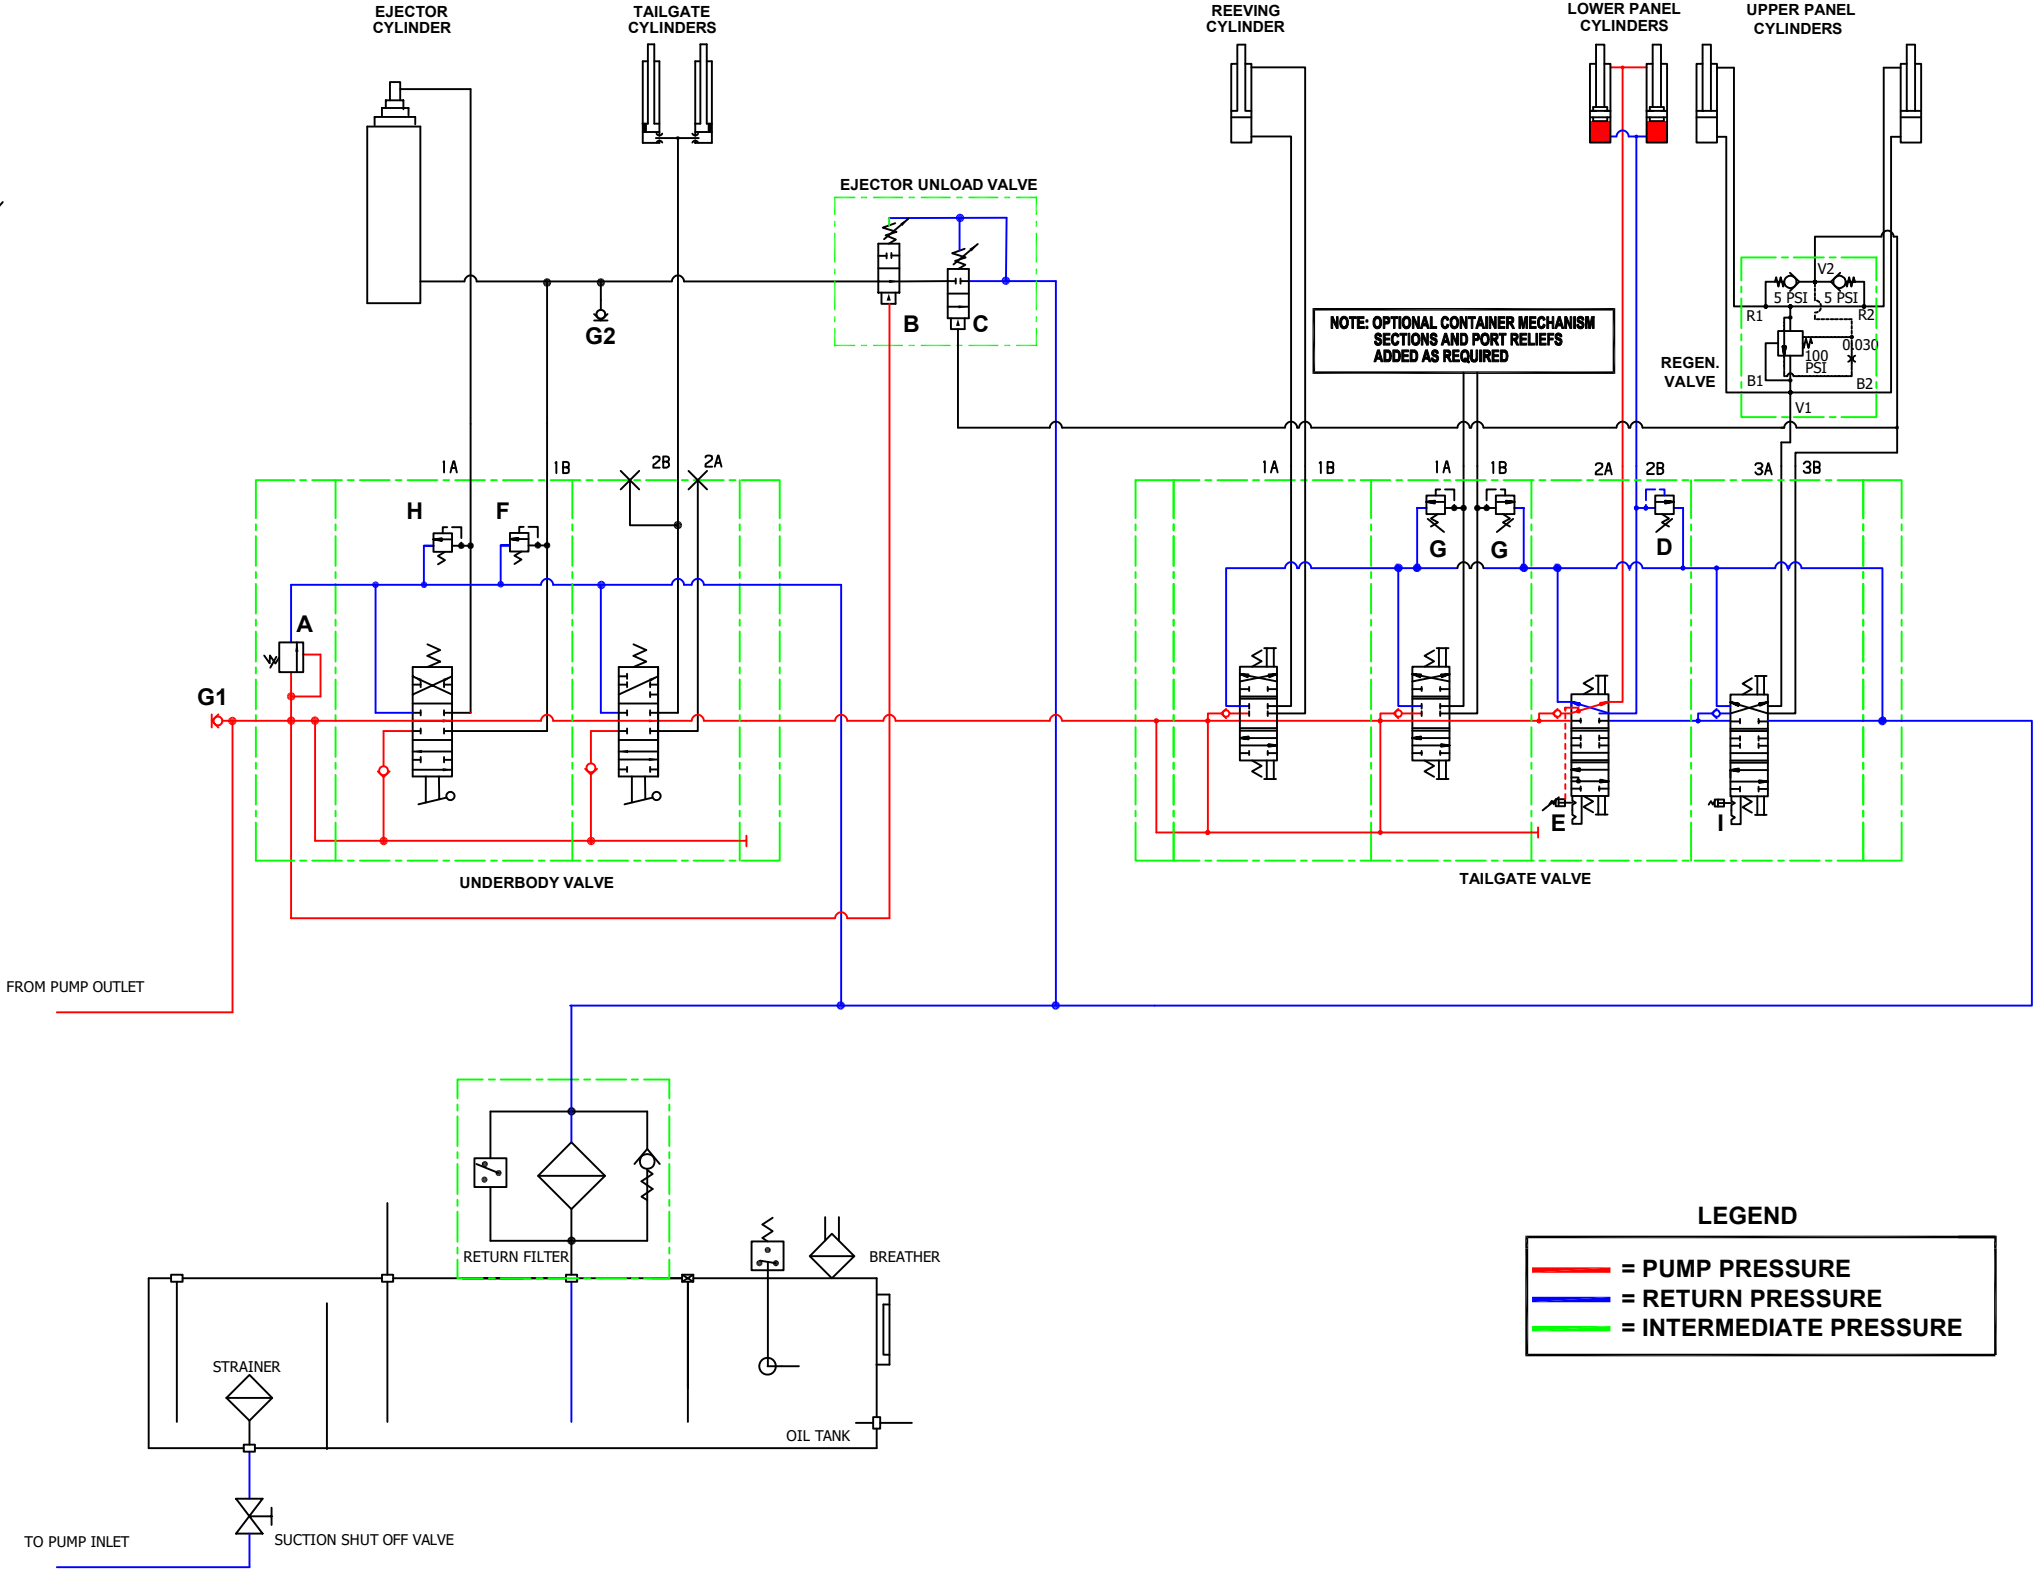 EJECTOR
CYLINDER
TAILGATE
CYLINDERS
REEVING
CYLINDER
LOWER PANEL
CYLINDERS
UPPER PANEL
CYLINDERS
EJECTOR UNLOAD VALVE
B
C
G2
NOTE: OPTIONAL CONTAINER MECHANISM
SECTIONS AND PORT RELIEFS
ADDED AS REQUIRED
V2
5 PSI
5 PSI
R1
R2
0.030
100
PSI
REGEN.
VALVE
B1
B2
V1
1A
1B
2B
2A
1A
1B
1A
1B
2A
2B
3A
3B
H
F
G
G
D
A
G1
E
I
UNDERBODY VALVE
TAILGATE VALVE
FROM PUMP OUTLET
RETURN FILTER
BREATHER
STRAINER
OIL TANK
TO PUMP INLET
SUCTION SHUT OFF VALVE
LEGEND
= PUMP PRESSURE
= RETURN PRESSURE
= INTERMEDIATE PRESSURE